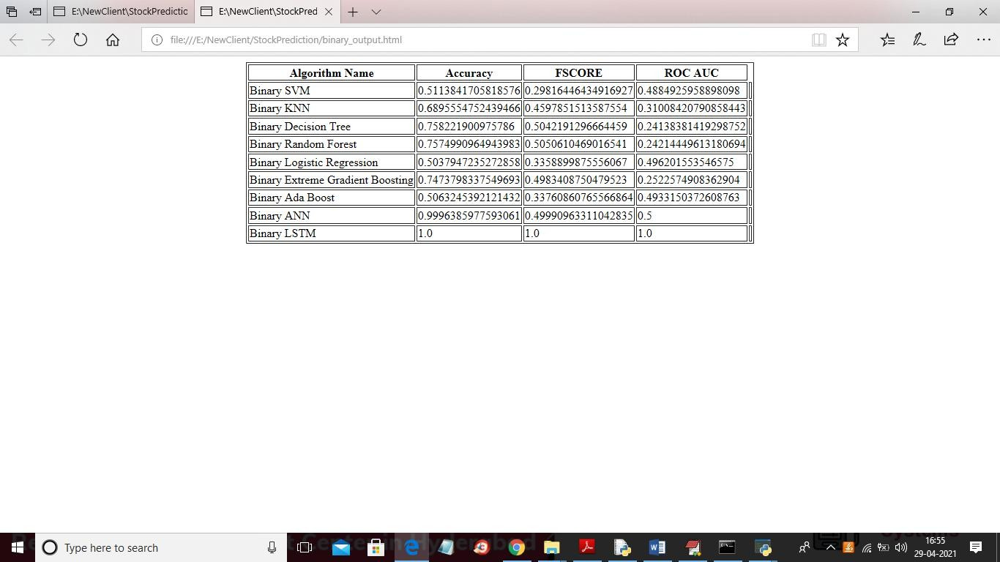 E:\NewClient\StockPredictic
E:\NewClient\StockPred
file:///E:/NewClient/StockPrediction/binary_output.html
Algorithm Name Accuracy FSCORE ROC AUC
Binary SVM 0.5113841705818576 0.29816446434916927 0.4884925958898098
Binary KNN 0.6895554752439466 0.4597851513587554 0.31008420790858443
Binary Decision Tree 0.758221900975786 0.5042191296664459 0.24138381419298752
Binary Random Forest 0.7574990964943983 0.5050610469016541 0.24214449613180694
Binary Logistic Regression 0.5037947235272858 0.3358899875556067 0.496201553546575
Binary Extreme Gradient Boosting 0.7473798337549693 0.4983408750479523 0.2522574908362904
Binary Ada Boost 0.5063245392121432 0.33760860765566864 0.4933150372608763
Binary ANN 0.9996385977593061 0.49990963311042835 0.5
Binary LSTM 1.0 1.0 1.0
Type here to search
16:55
29-04-2021